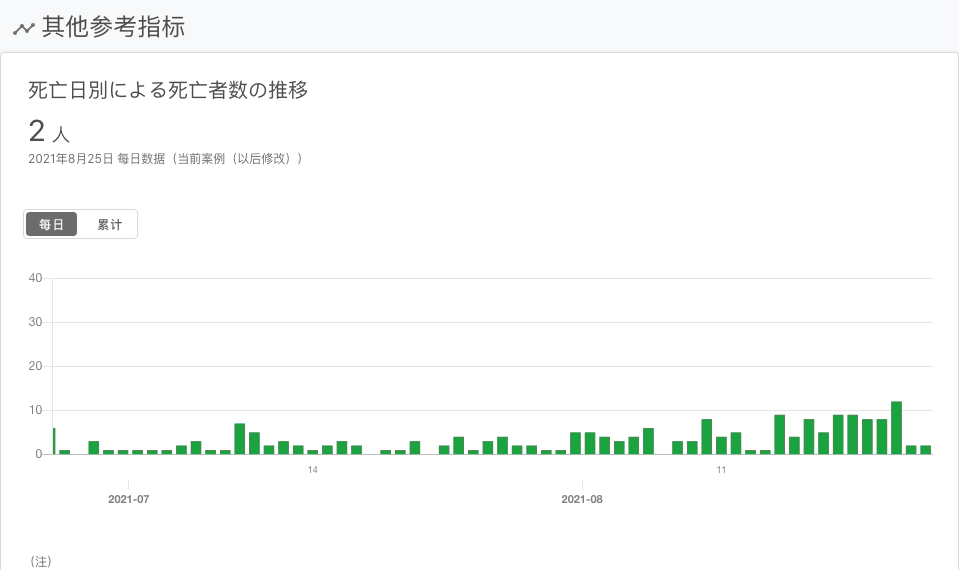 其他参考指标
死亡日別による死亡者数の推移
2 人
2021年8月25日 每日数据（当前案例（以后修改））
每日 累计
40
30
20
10
0
14 11
2021-07 2021-08
（注）